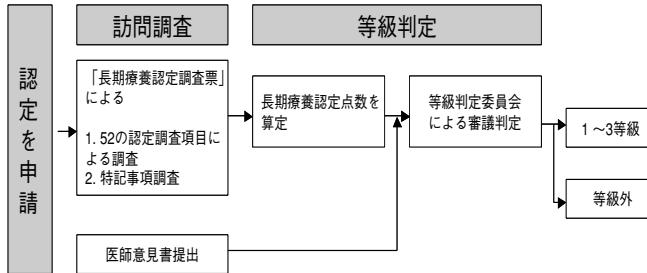 認定を申請
訪問調査
等級判定
「長期療養認定調査票」
による
1. 52の認定調査項目に
よる調査
2. 特記事項調査
長期療養認定点数を
算定
等級判定委員会
による審議判定
1～3等級
等級外
医師意見書提出